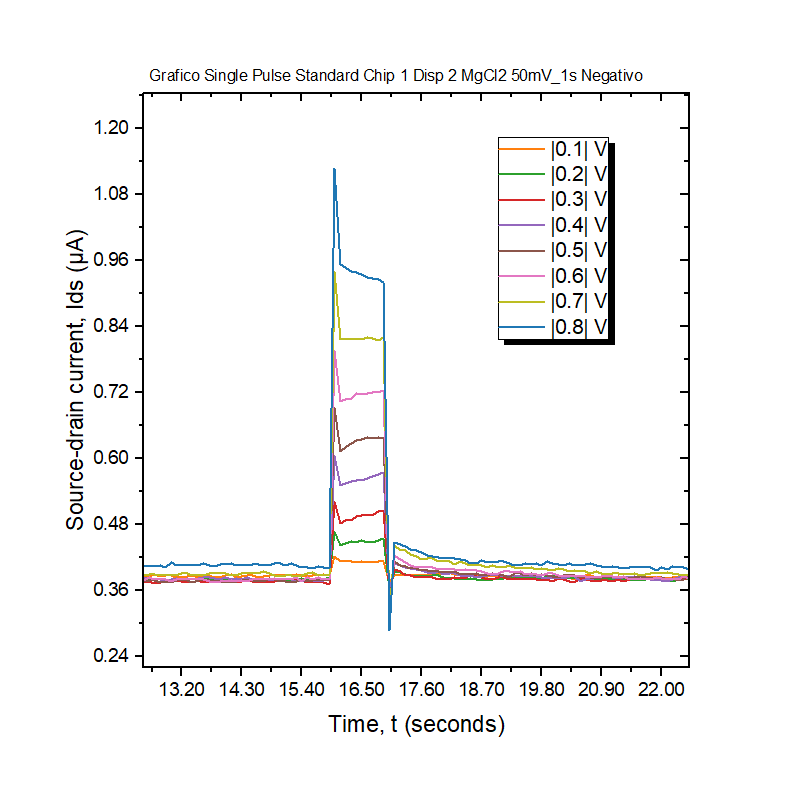 Grafico Single Pulse Standard Chip 1 Disp 2 MgCl2 50mV_1s Negativo
|0.1| V
|0.2| V
|0.3| V
|0.4| V
|0.5| V
|0.6| V
|0.7| V
|0.8| V
Source-drain current, Ids (µA)
1.20
1.08
0.96
0.84
0.72
0.60
0.48
0.36
0.24
13.20 14.30 15.40 16.50 17.60 18.70 19.80 20.90 22.00
Time, t (seconds)